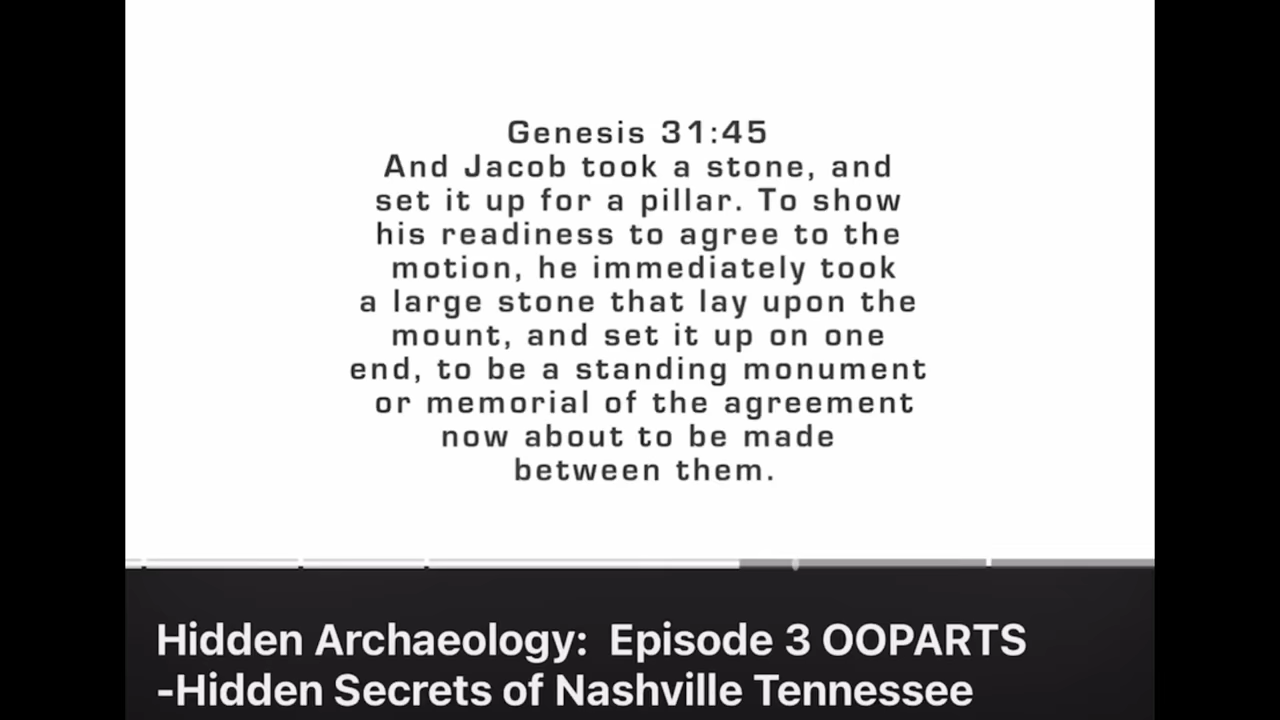 Genesis 31:45
And Jacob took a stone, and
set it up for a pillar. To show
his readiness to agree to the
motion, he immediately took
a large stone that lay upon the
mount, and set it up on one
end, to be a standing monument
or memorial of the agreement
now about to be made
between them.
Hidden Archaeology: Episode 3 OOPARTS
-Hidden Secrets of Nashville Tennessee